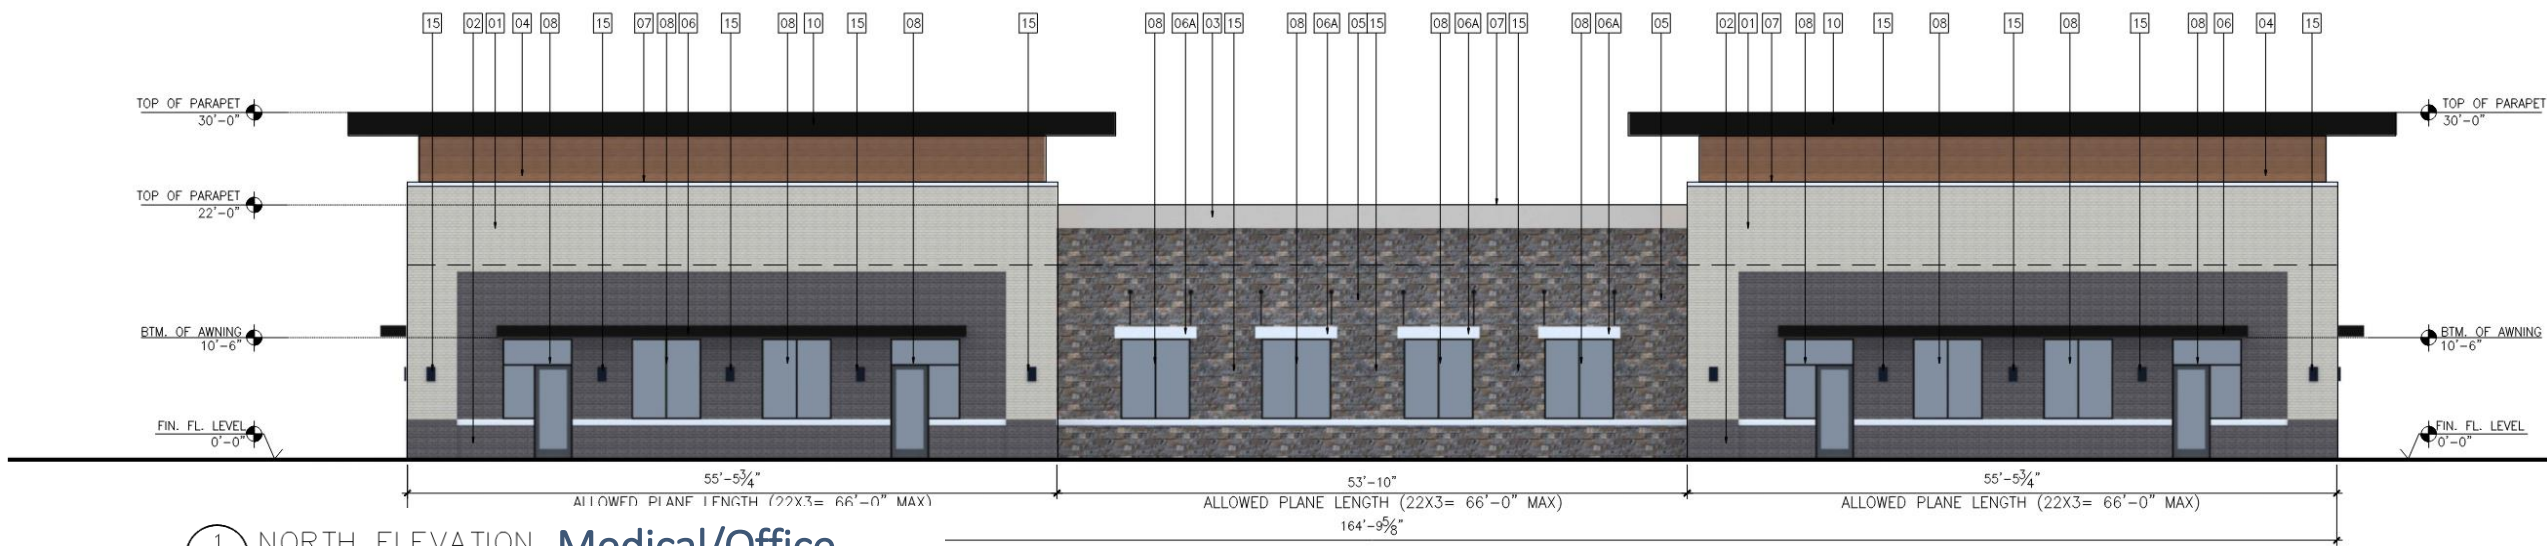 15 02 01 04 08 15 07 08 06 15 08 10 15 08 15 08 06A 03 15 08 06A 05 15 08 06A 07 15 08 06A 05 02 01 07 08 10 15 08 15 08 15 08 06 04 15
TOP OF PARAPET
30'-0"
TOP OF PARAPET
30'-0"
TOP OF PARAPET
22'-0"
BTM. OF AWNING
10'-6"
BTM. OF AWNING
10'-6"
FIN. FL. LEVEL
0'-0"
FIN. FL. LEVEL
0'-0"
55'-5¾" 53'-10" 55'-5¾"
ALLOWED PLANE LENGTH (22X3= 66'-0" MAX) ALLOWED PLANE LENGTH (22X3= 66'-0" MAX) ALLOWED PLANE LENGTH (22X3= 66'-0" MAX)
164'-9⅝"
1 NORTH ELEVATION Medical/Office